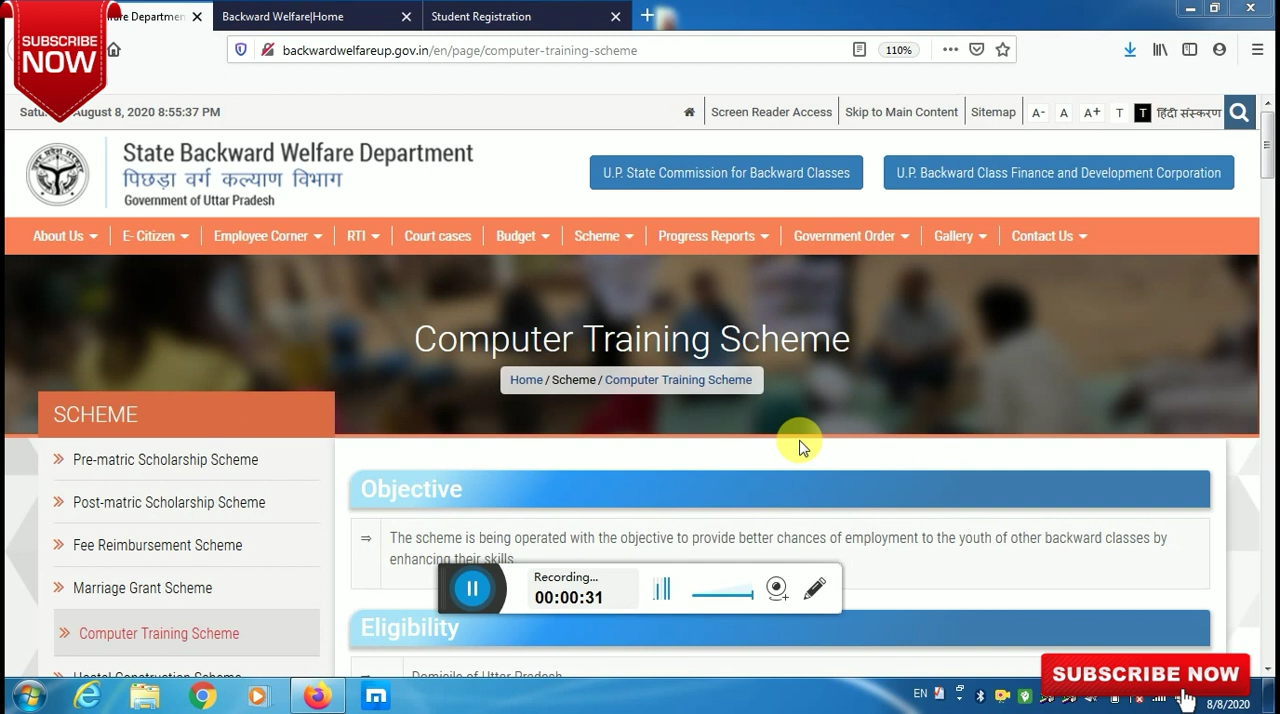 fare Departmen
Backward Welfare|Home
Student Registration
SUBSCRIBE
NOW
backwardwelfareup.gov.in/en/page/computer-training-scheme
110%
August 8, 2020 8:55:37 PM
Screen Reader Access
Skip to Main Content
Sitemap
A-
A
A+
T
T
हिंदी संस्करण
State Backward Welfare Department
पिछड़ा वर्ग कल्याण विभाग
Government of Uttar Pradesh
U.P. State Commission for Backward Classes
U.P. Backward Class Finance and Development Corporation
About Us
E- Citizen
Employee Corner
RTI
Court cases
Budget
Scheme
Progress Reports
Government Order
Gallery
Contact Us
Computer Training Scheme
Home / Scheme / Computer Training Scheme
SCHEME
Pre-matric Scholarship Scheme
Post-matric Scholarship Scheme
Fee Reimbursement Scheme
Marriage Grant Scheme
Computer Training Scheme
Hostel Construction Scheme
Objective
The scheme is being operated with the objective to provide better chances of employment to the youth of other backward classes by
enhancing their skills
Recording...
00:00:31
Eligibility
Domicile of Uttar Pradesh
SUBSCRIBE NOW
EN
8/8/2020